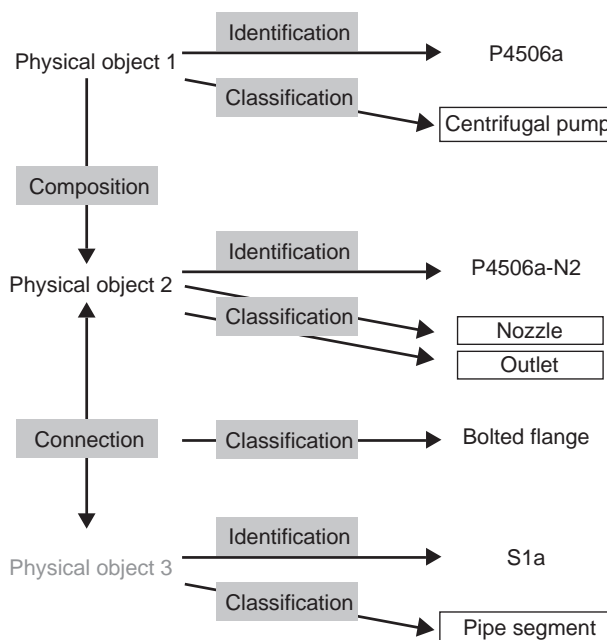 Identification
Physical object 1
P4506a
Classification
Centrifugal pump
Composition
Identification
Physical object 2
P4506a-N2
Classification
Nozzle
Outlet
Connection
Classification
Bolted flange
Identification
Physical object 3
S1a
Classification
Pipe segment